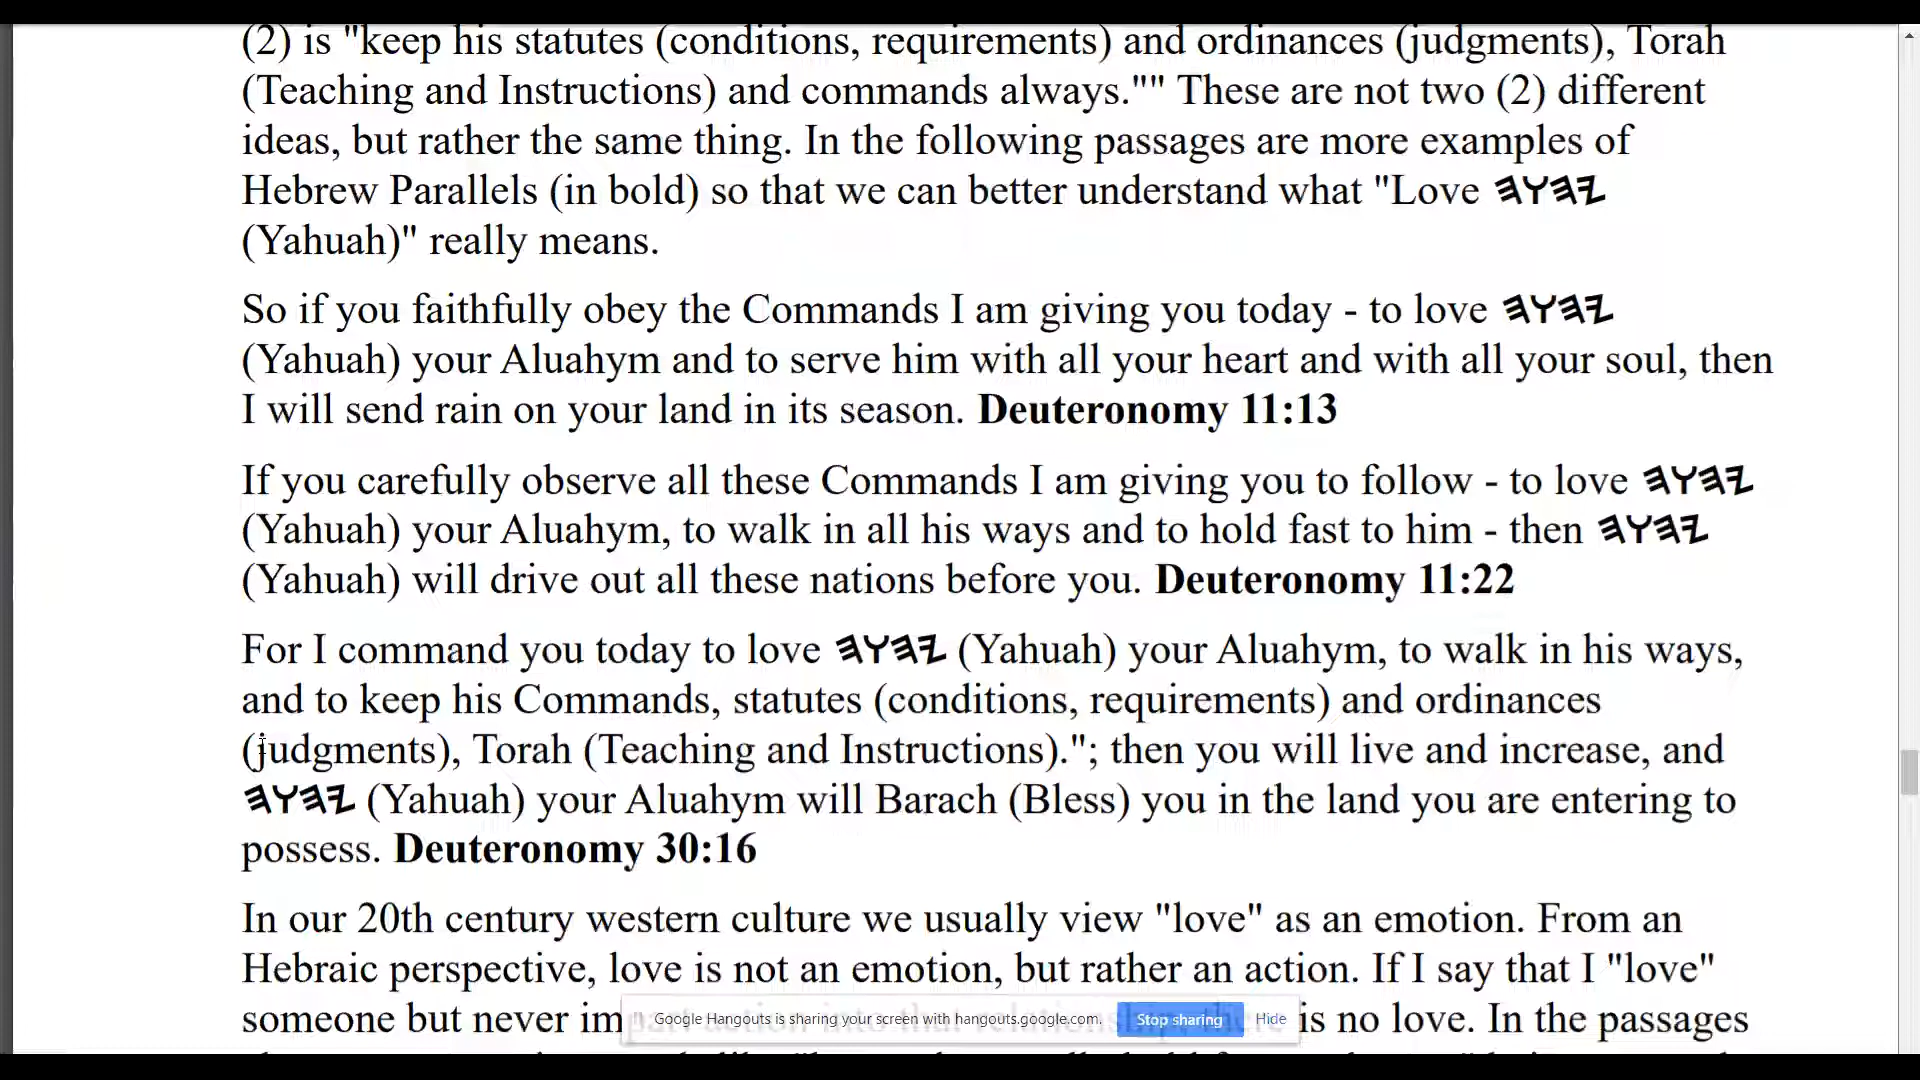 (2) is "keep his statutes (conditions, requirements) and ordinances (judgments), Torah
(Teaching and Instructions) and commands always."" These are not two (2) different
ideas, but rather the same thing. In the following passages are more examples of
Hebrew Parallels (in bold) so that we can better understand what "Love 𐤉𐤄𐤅𐤄
(Yahuah)" really means.
So if you faithfully obey the Commands I am giving you today - to love 𐤉𐤄𐤅𐤄
(Yahuah) your Aluahym and to serve him with all your heart and with all your soul, then
I will send rain on your land in its season. Deuteronomy 11:13
If you carefully observe all these Commands I am giving you to follow - to love 𐤉𐤄𐤅𐤄
(Yahuah) your Aluahym, to walk in all his ways and to hold fast to him - then 𐤉𐤄𐤅𐤄
(Yahuah) will drive out all these nations before you. Deuteronomy 11:22
For I command you today to love 𐤉𐤄𐤅𐤄 (Yahuah) your Aluahym, to walk in his ways,
and to keep his Commands, statutes (conditions, requirements) and ordinances
(judgments), Torah (Teaching and Instructions)."; then you will live and increase, and
𐤉𐤄𐤅𐤄 (Yahuah) your Aluahym will Barach (Bless) you in the land you are entering to
possess. Deuteronomy 30:16
In our 20th century western culture we usually view "love" as an emotion. From an
Hebraic perspective, love is not an emotion, but rather an action. If I say that I "love"
someone but never impart action into that relationship, there is no love. In the passages
Google Hangouts is sharing your screen with hangouts.google.com. Stop sharing Hide